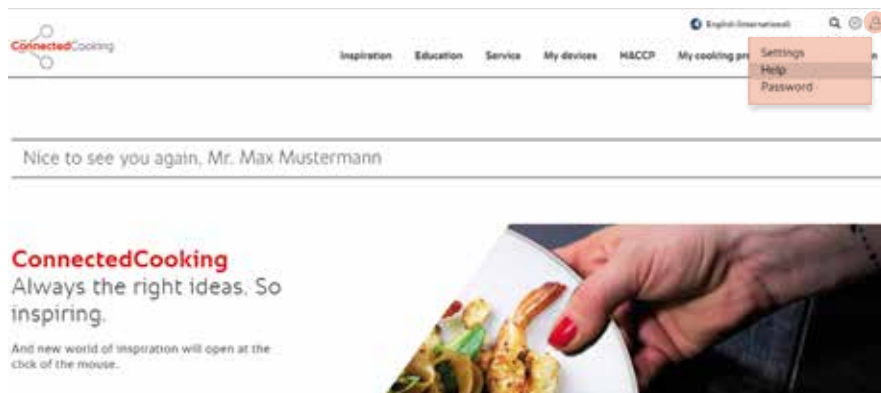 English (International)
ConnectedCooking
Inspiration Education Service My devices HACCP My cooking
Settings
Help
Password
Nice to see you again, Mr. Max Mustermann
ConnectedCooking
Always the right ideas. So
inspiring.
And new world of inspiration will open at the
click of the mouse.